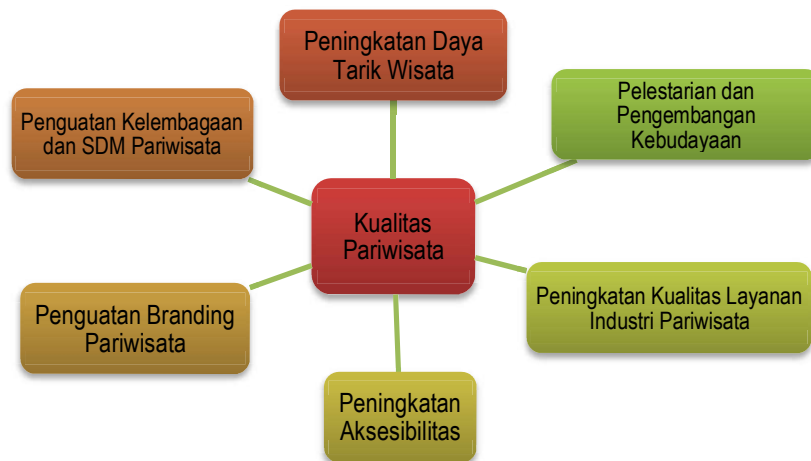 Peningkatan Daya
Tarik Wisata
Penguatan Kelembagaan
dan SDM Pariwisata
Pelestarian dan
Pengembangan
Kebudayaan
Kualitas
Pariwisata
Penguatan Branding
Pariwisata
Peningkatan Kualitas Layanan
Industri Pariwisata
Peningkatan
Aksesibilitas